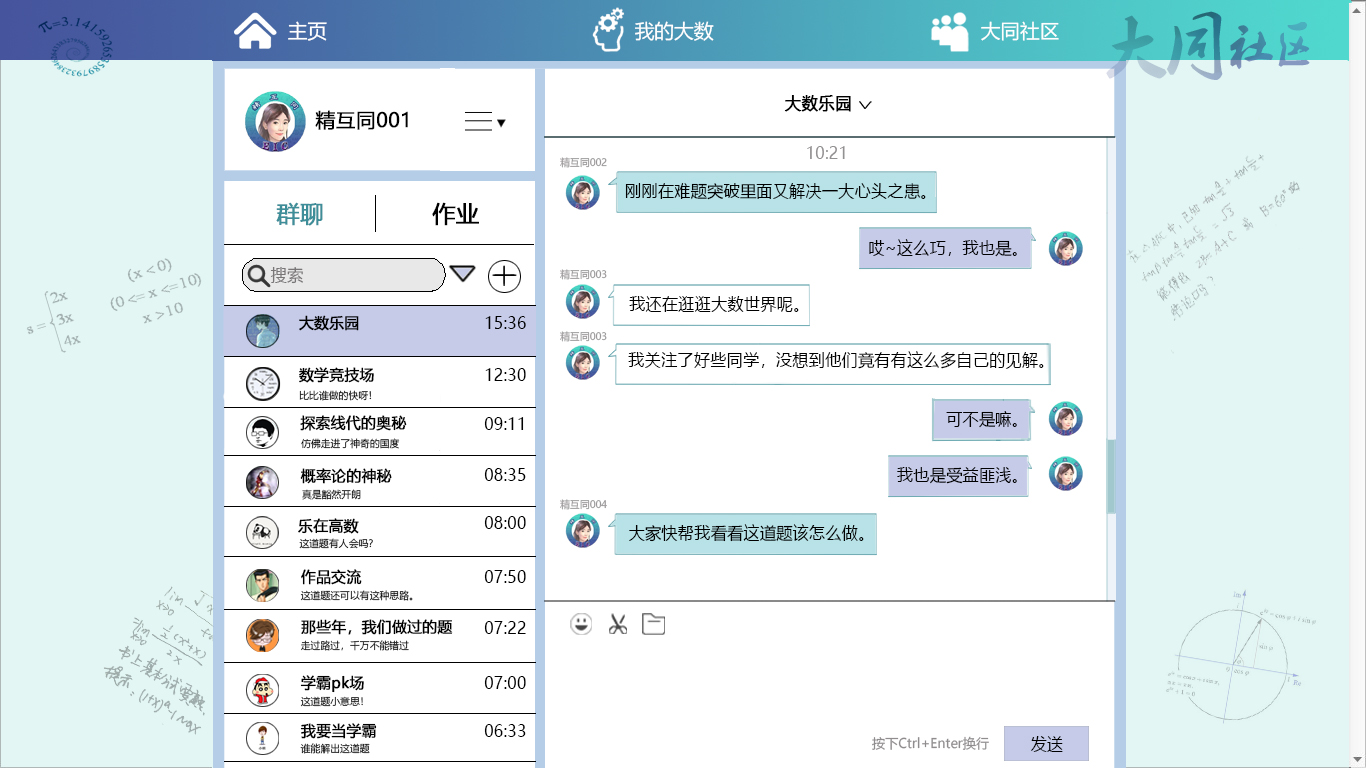 π=3.14159265358979323846
主页
我的大数
大同社区
大同社区
精互同001
群聊
作业
搜索
大数乐园
15:36
数学竞技场
12:30
比比谁做的快呀!
探索线代的奥秘
09:11
仿佛走进了神奇的国度
概率论的神秘
08:35
真是豁然开朗
乐在高数
08:00
这道题有人会吗?
作品交流
07:50
这道题还可以有这种思路。
那些年，我们做过的题
07:22
走过路过，千万不能错过
学霸pk场
07:00
这道题小意思!
我要当学霸
06:33
谁能解出这道题
大数乐园
10:21
精互同002
刚刚在难题突破里面又解决一大心头之患。
哎~这么巧，我也是。
精互同003
我还在逛逛大数世界呢。
精互同003
我关注了好些同学，没想到他们竟有有这么多自己的见解。
可不是嘛。
我也是受益匪浅。
精互同004
大家快帮我看看这道题该怎么做。
按下Ctrl+Enter换行
发送
s=
2x
(x<0)
3x
(0<=x<=10)
4x
x>10